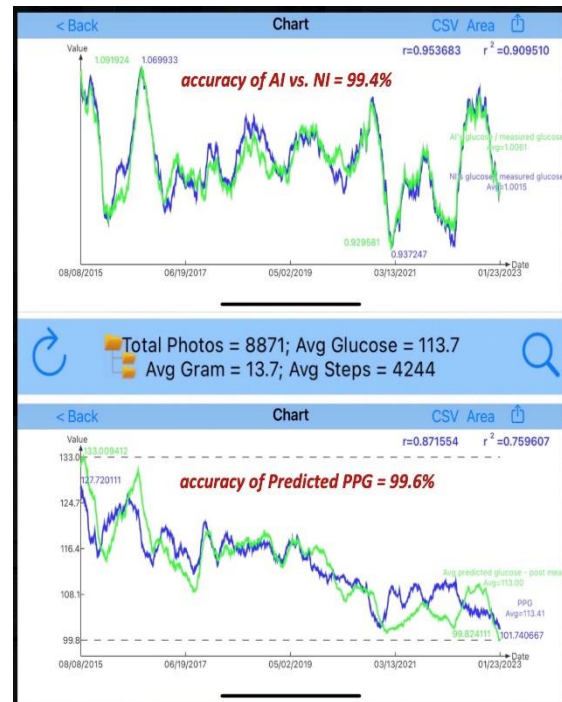 < Back Chart CSV Area
Value
1.091924 1.069933 r=0.953683 r²=0.909510
accuracy of AI vs. NI = 99.4%
AI's glucose / measured glucose
Avg=1.0061
NI's glucose / measured glucose
Avg=1.0015
0.929581
0.937247
Date
08/08/2015 06/19/2017 05/02/2019 03/13/2021 01/23/2023
Total Photos = 8871; Avg Glucose = 113.7
Avg Gram = 13.7; Avg Steps = 4244
< Back Chart CSV Area
Value
r=0.871554 r²=0.759607
133.009412
133.0
127.720111
accuracy of Predicted PPG = 99.6%
124.7
116.4
108.1
Avg predicted glucose - post mea
Avg=113.00
PPG
Avg=113.41
99.824111 101.740667
99.8
Date
08/08/2015 06/19/2017 05/02/2019 03/13/2021 01/23/2023